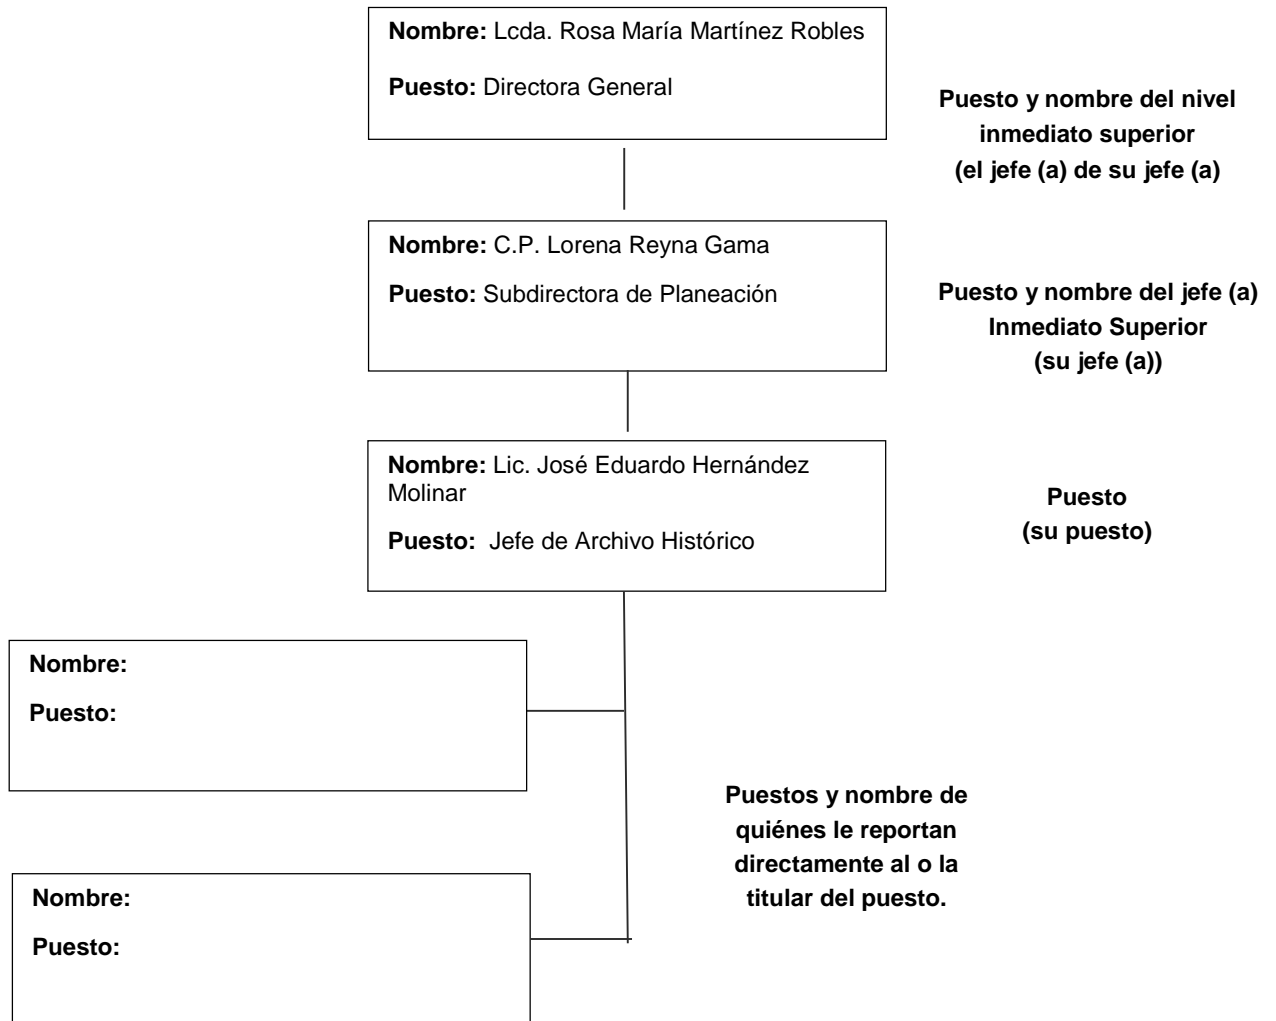 Nombre: Lcda. Rosa María Martínez Robles
Puesto: Directora General
Puesto y nombre del nivel
inmediato superior
(el jefe (a) de su jefe (a)
Nombre: C.P. Lorena Reyna Gama
Puesto: Subdirectora de Planeación
Puesto y nombre del jefe (a)
Inmediato Superior
(su jefe (a))
Nombre: Lic. José Eduardo Hernández
Molinar
Puesto: Jefe de Archivo Histórico
Puesto
(su puesto)
Nombre:
Puesto:
Puestos y nombre de
quiénes le reportan
directamente al o la
titular del puesto.
Nombre:
Puesto: